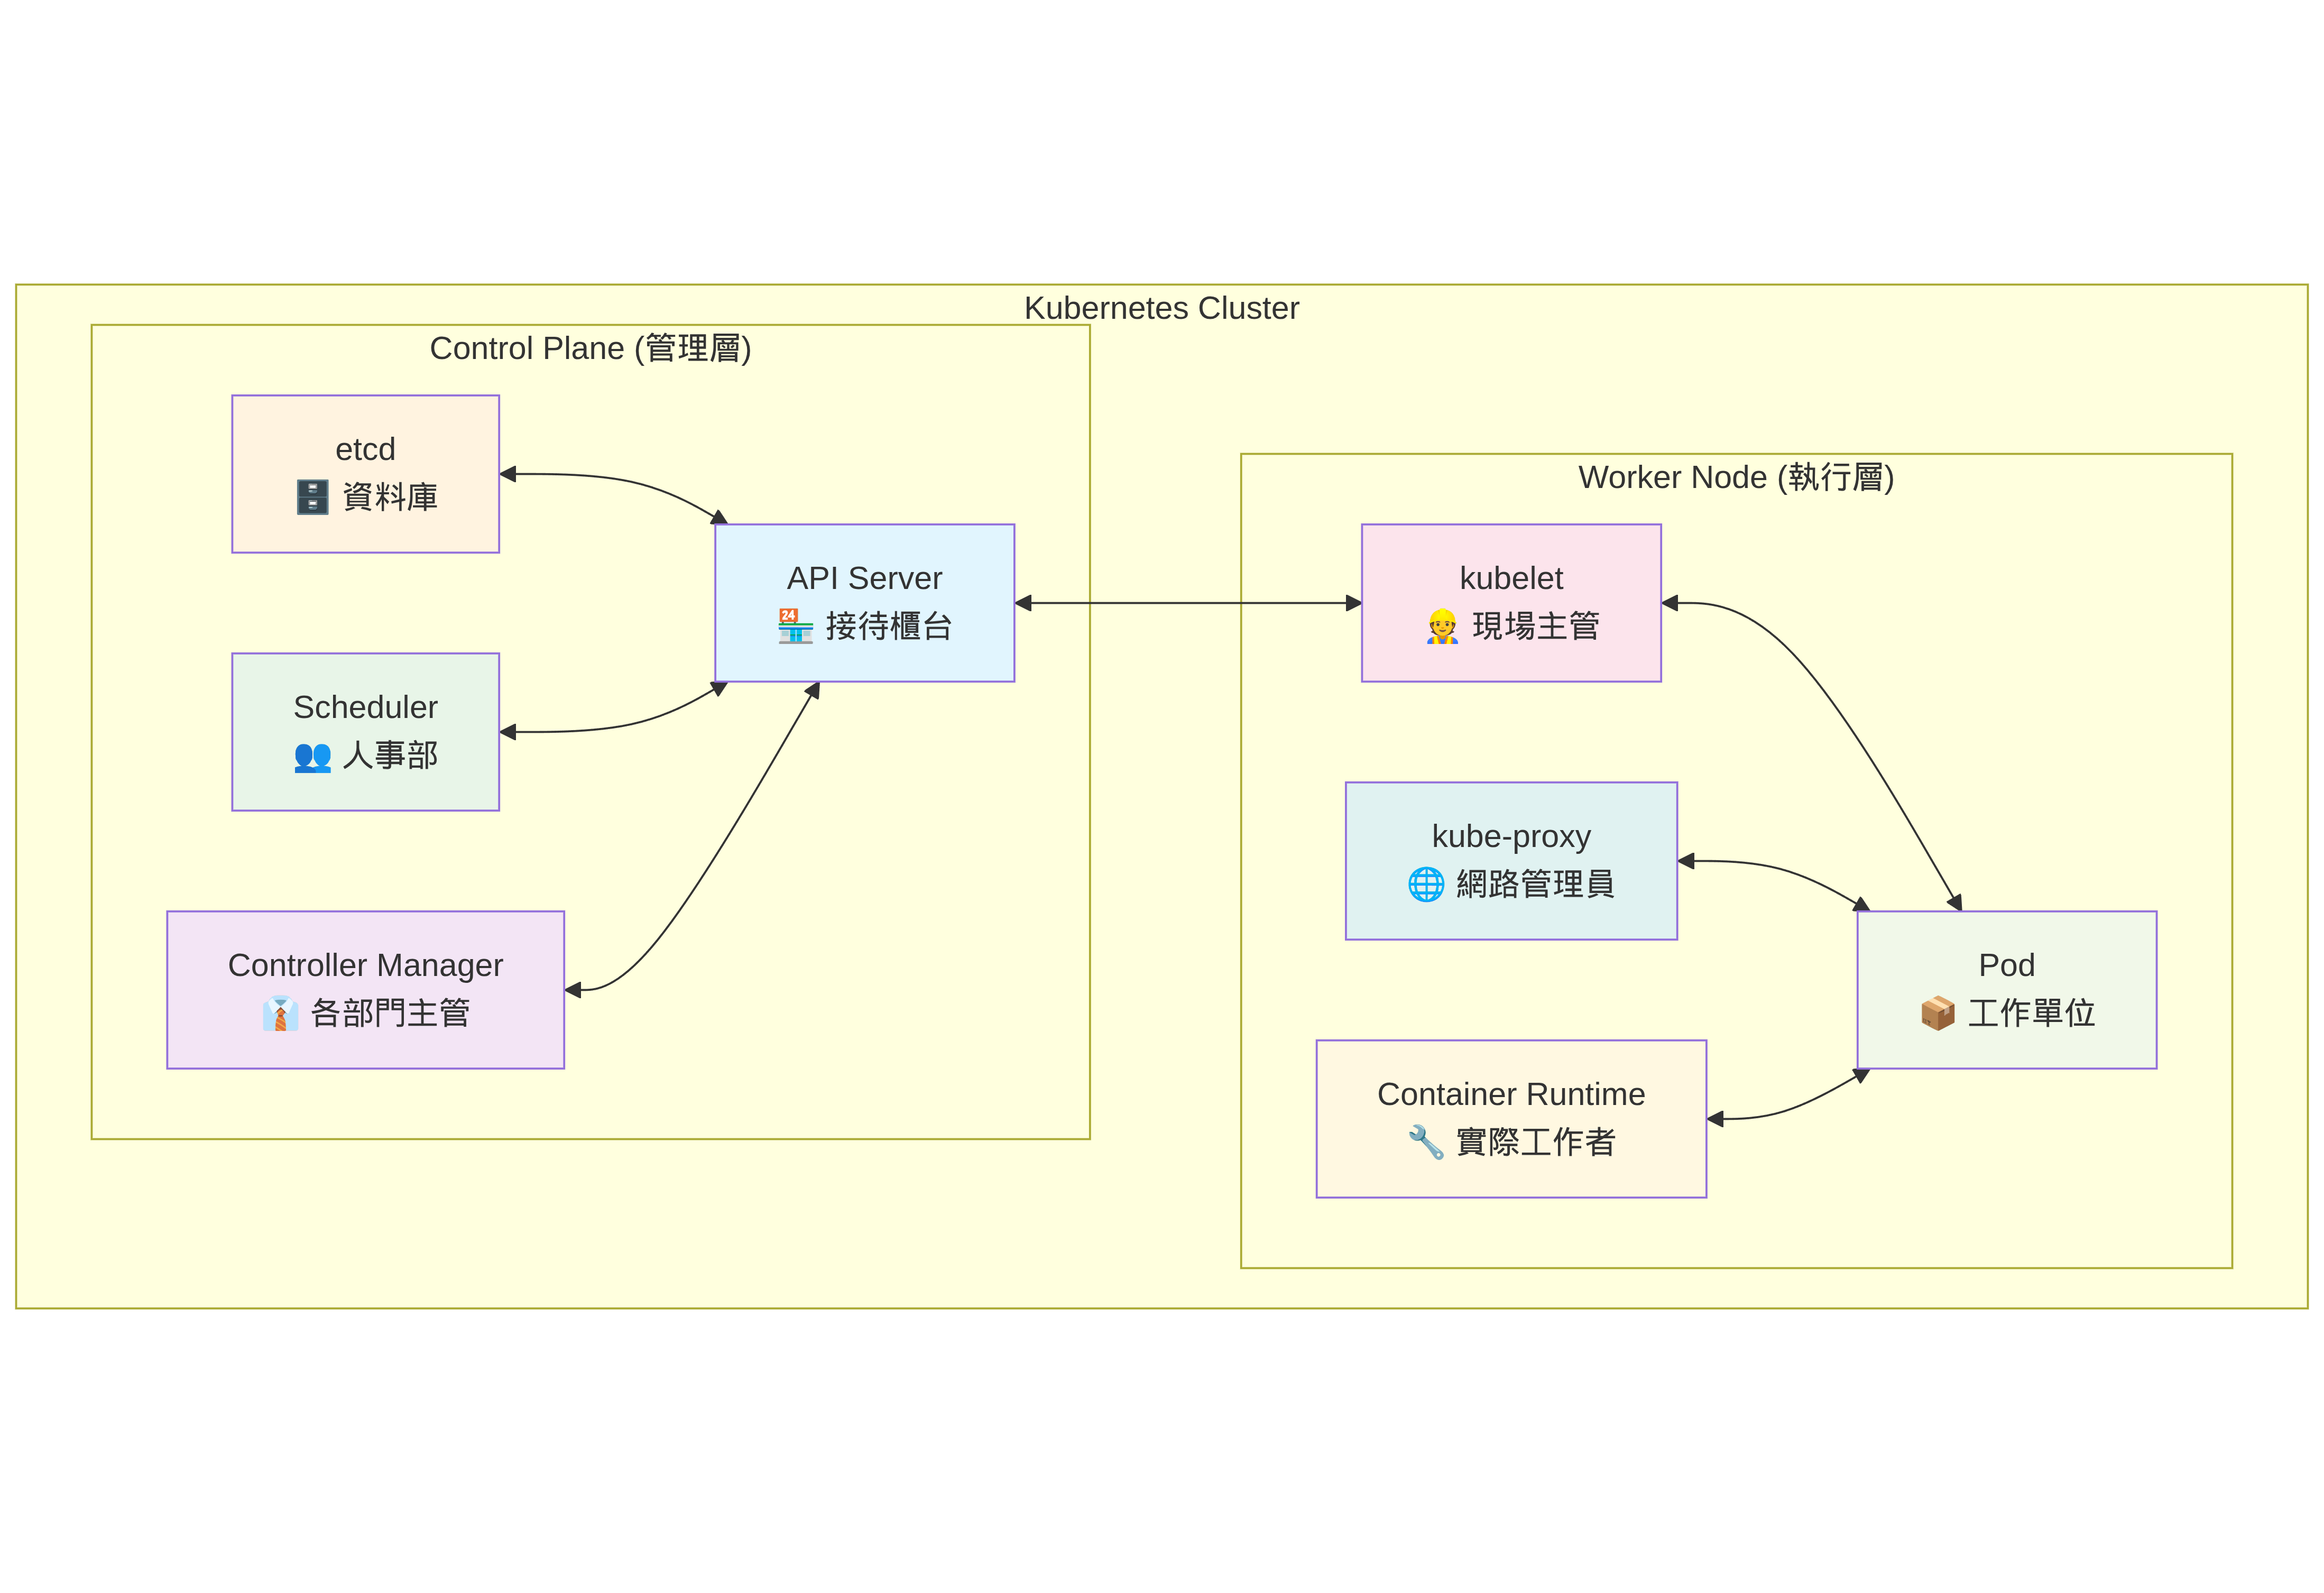 Kubernetes Cluster
Control Plane (管理層)
etcd
🗄️ 資料庫
Scheduler
👥 人事部
Controller Manager
👔 各部門主管
API Server
🏪 接待櫃台
Worker Node (執行層)
kubelet
👷 現場主管
kube-proxy
🌐 網路管理員
Container Runtime
🔧 實際工作者
Pod
📦 工作單位